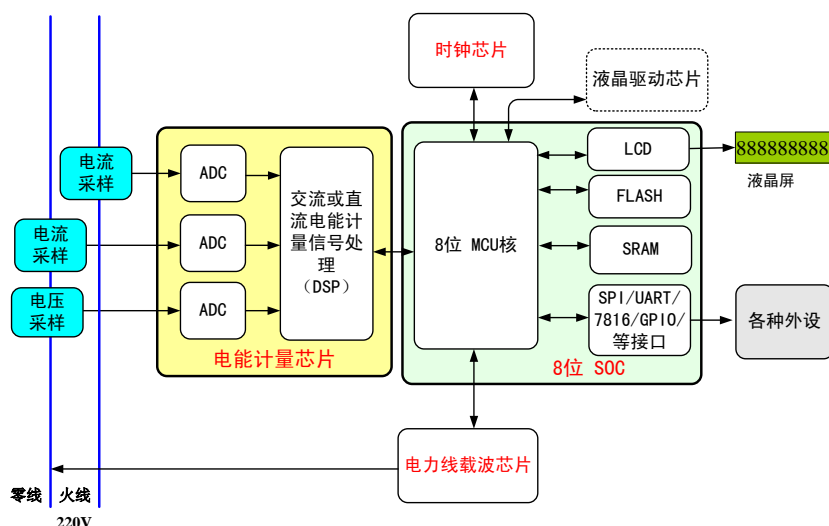 时钟芯片
液晶驱动芯片
电流
采样
ADC
交流或直
流电能计
量信号处
理
（DSP）
LCD
888888888
液晶屏
FLASH
电流
采样
ADC
8位 MCU核
SRAM
电压
采样
ADC
SPI/UART/
7816/GPIO/
等接口
各种外设
电能计量芯片
8位 SOC
电力线载波芯片
零线
火线
220V